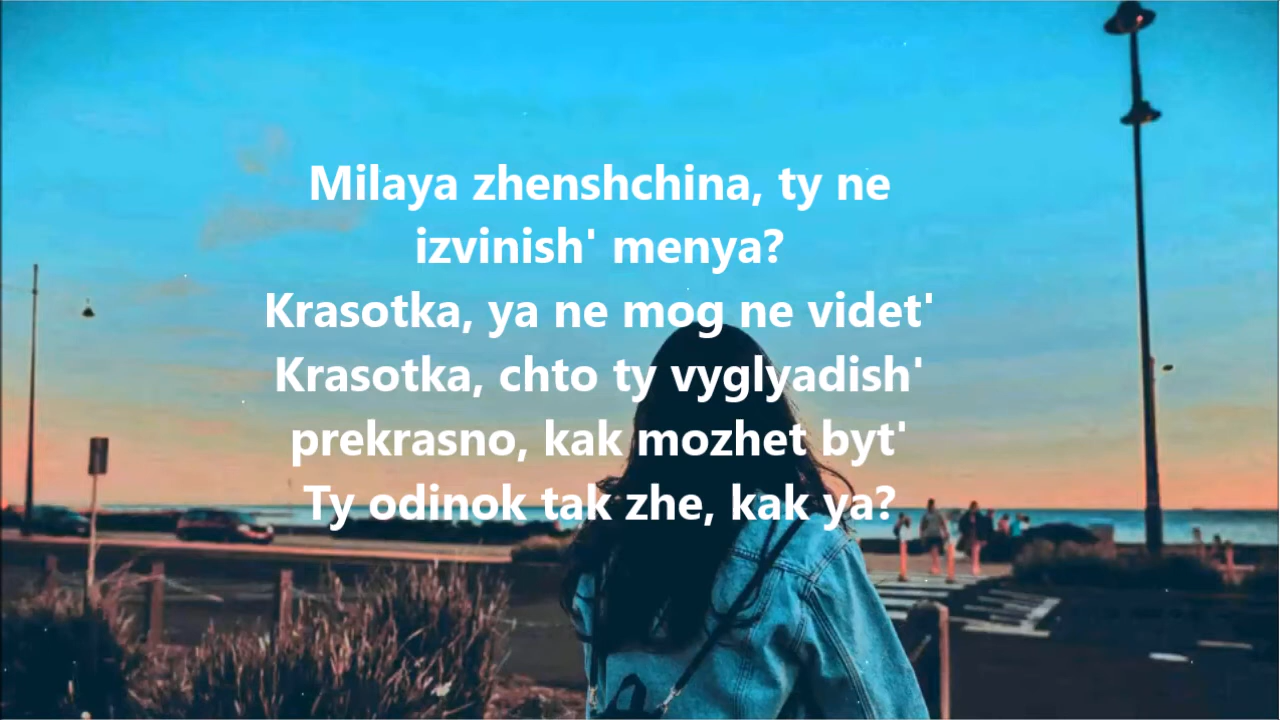 Milaya zhenshchina, ty ne
izvinish' menya?
Krasotka, ya ne mog ne videt'
Krasotka, chto ty vyglyadish'
prekrasno, kak mozhet byt'
Ty odinok tak zhe, kak ya?